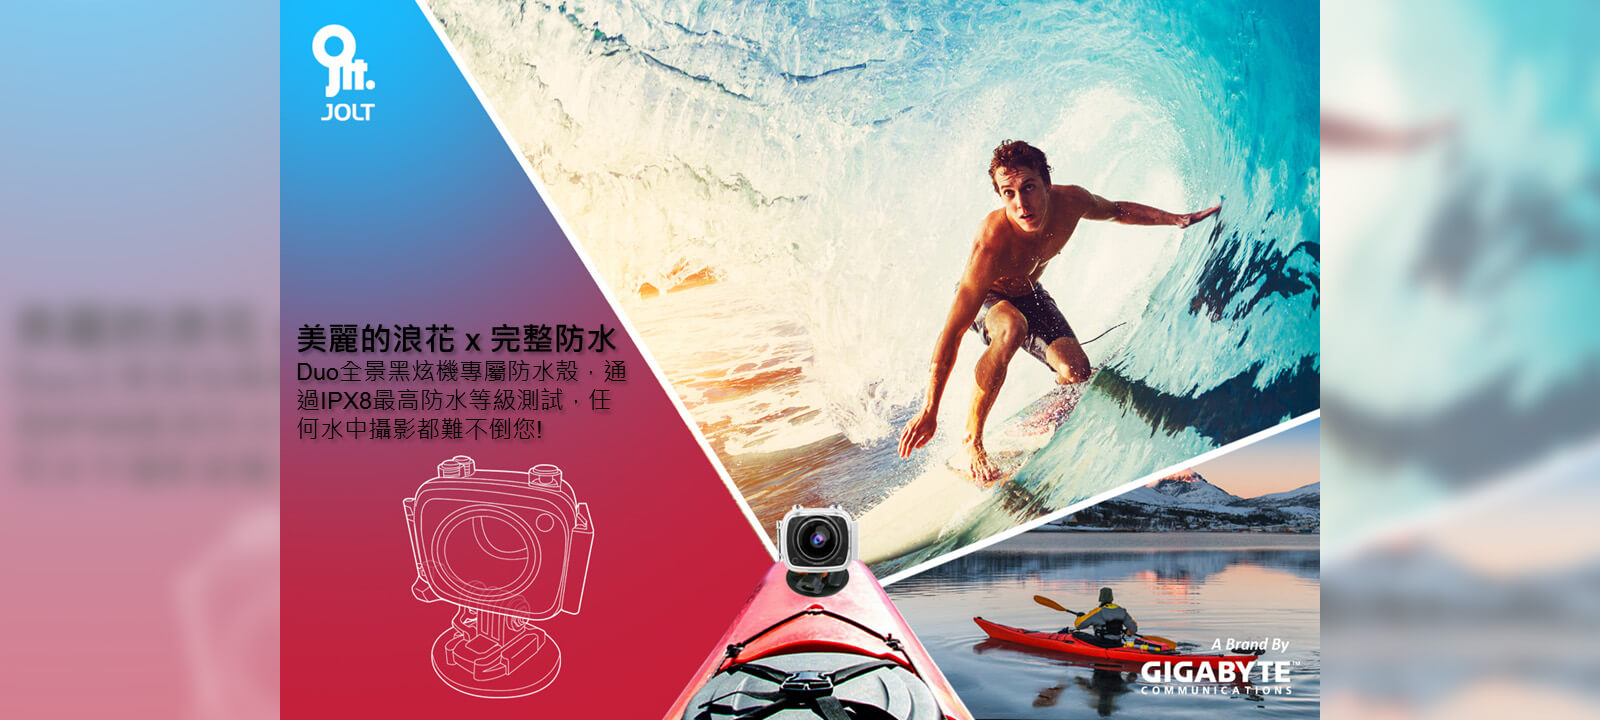 JOLT
美麗的浪花 x 完整防水
Duo全景黑炫機專屬防水殼，通
過IPX8最高防水等級測試，任
何水中攝影都難不倒您!
A Brand By
GIGABYTE™
COMMUNICATIONS